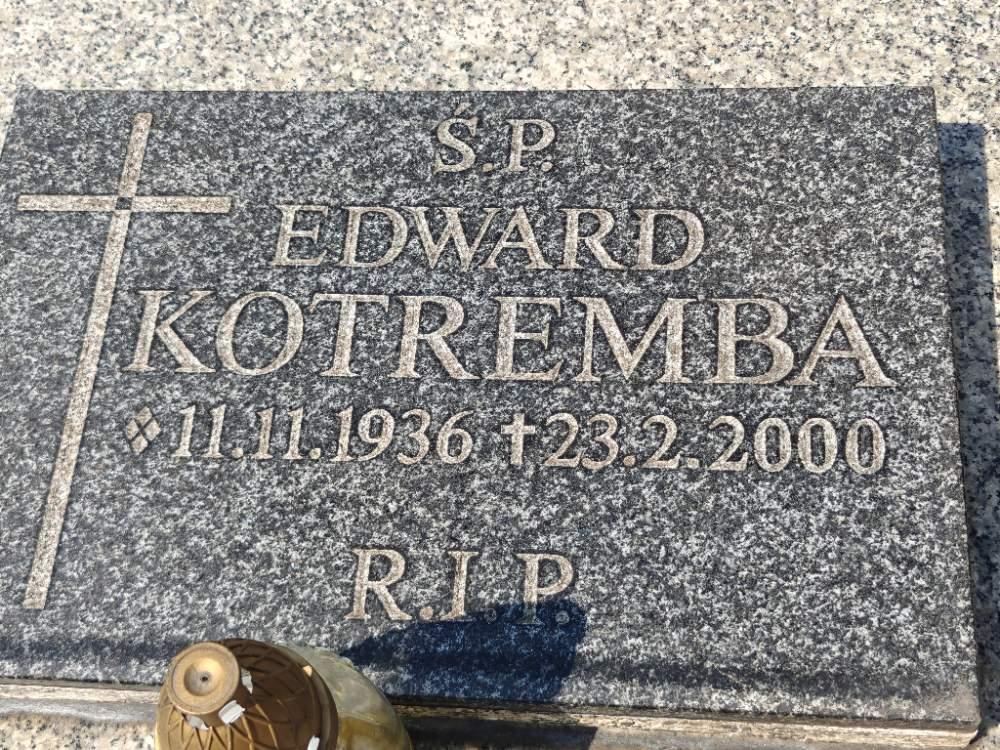 Ś.P.
EDWARD
KOTREMBA
11.11.1936 ✝23.2.2000
R.I.P.